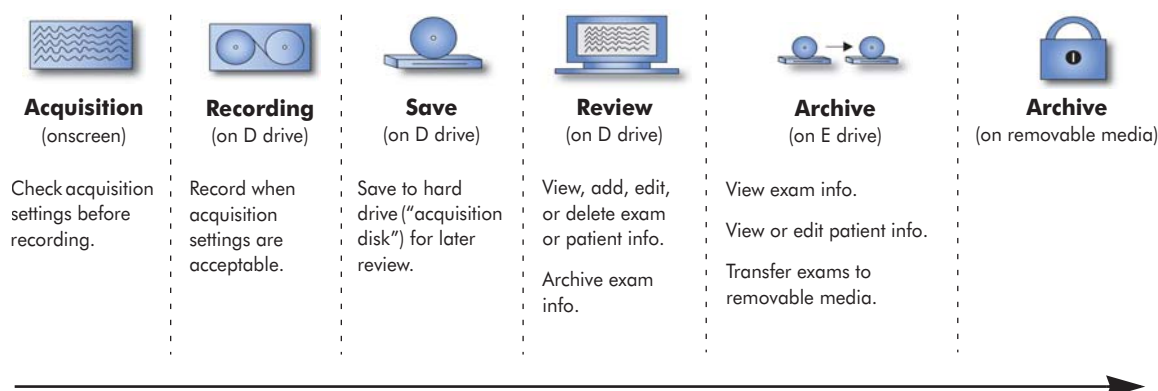 Acquisition
(onscreen)
Check acquisition
settings before
recording.
Recording
(on D drive)
Record when
acquisition
settings are
acceptable.
Save
(on D drive)
Save to hard
drive (“acquisition
disk”) for later
review.
Review
(on D drive)
View, add, edit,
or delete exam
or patient info.
Archive exam
info.
Archive
(on E drive)
View exam info.
View or edit patient info.
Transfer exams to
removable media.
Archive
(on removable media)